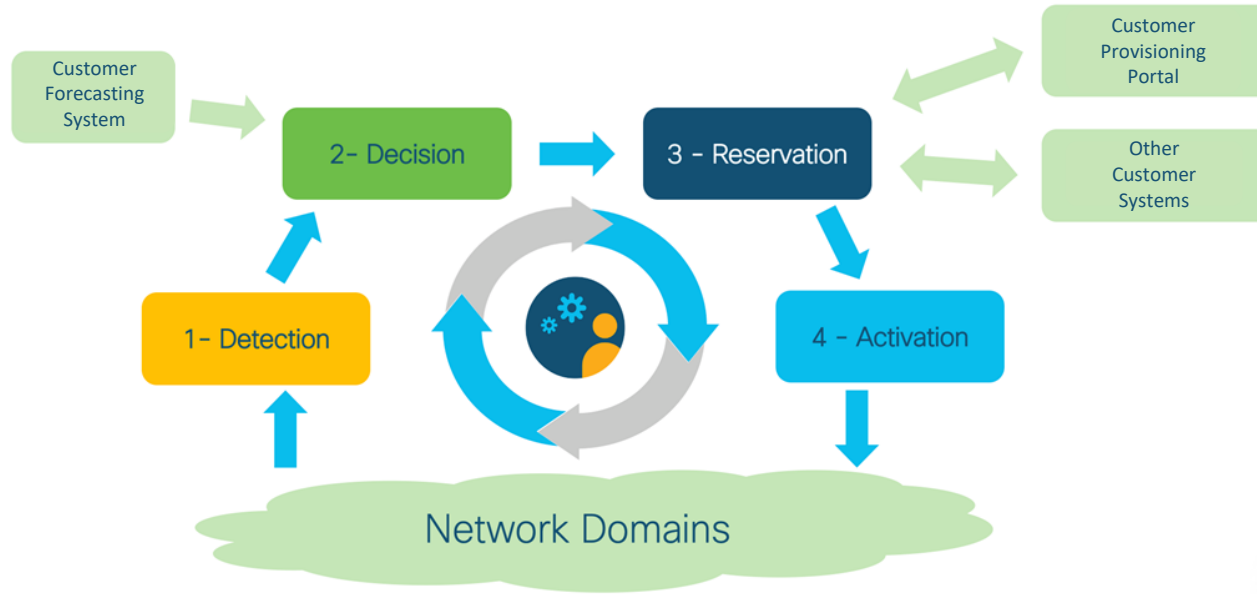 Customer
Forecasting
System
Customer
Provisioning
Portal
2- Decision
3 - Reservation
Other
Customer
Systems
1- Detection
4 - Activation
Network Domains